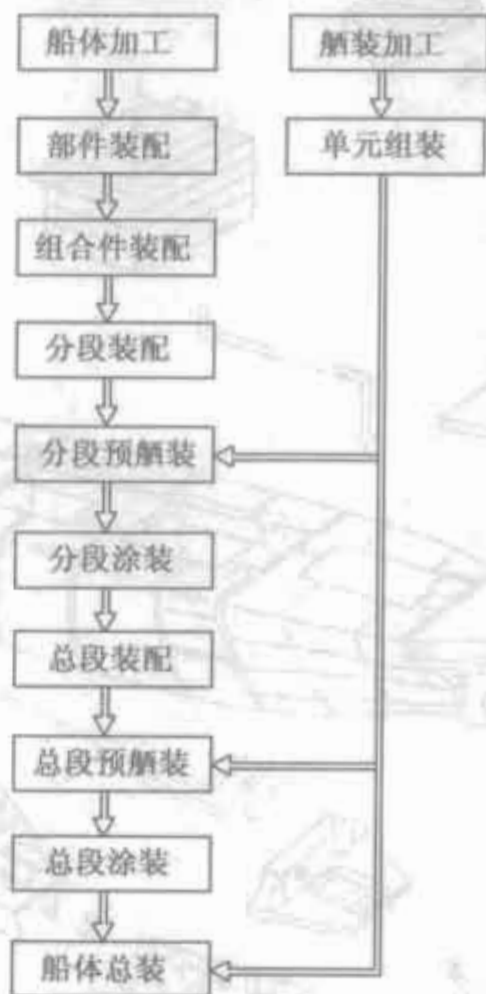 船体加工
舾装加工
部件装配
单元组装
组合件装配
分段装配
分段预舾装
分段涂装
总段装配
总段预舾装
总段涂装
船体总装